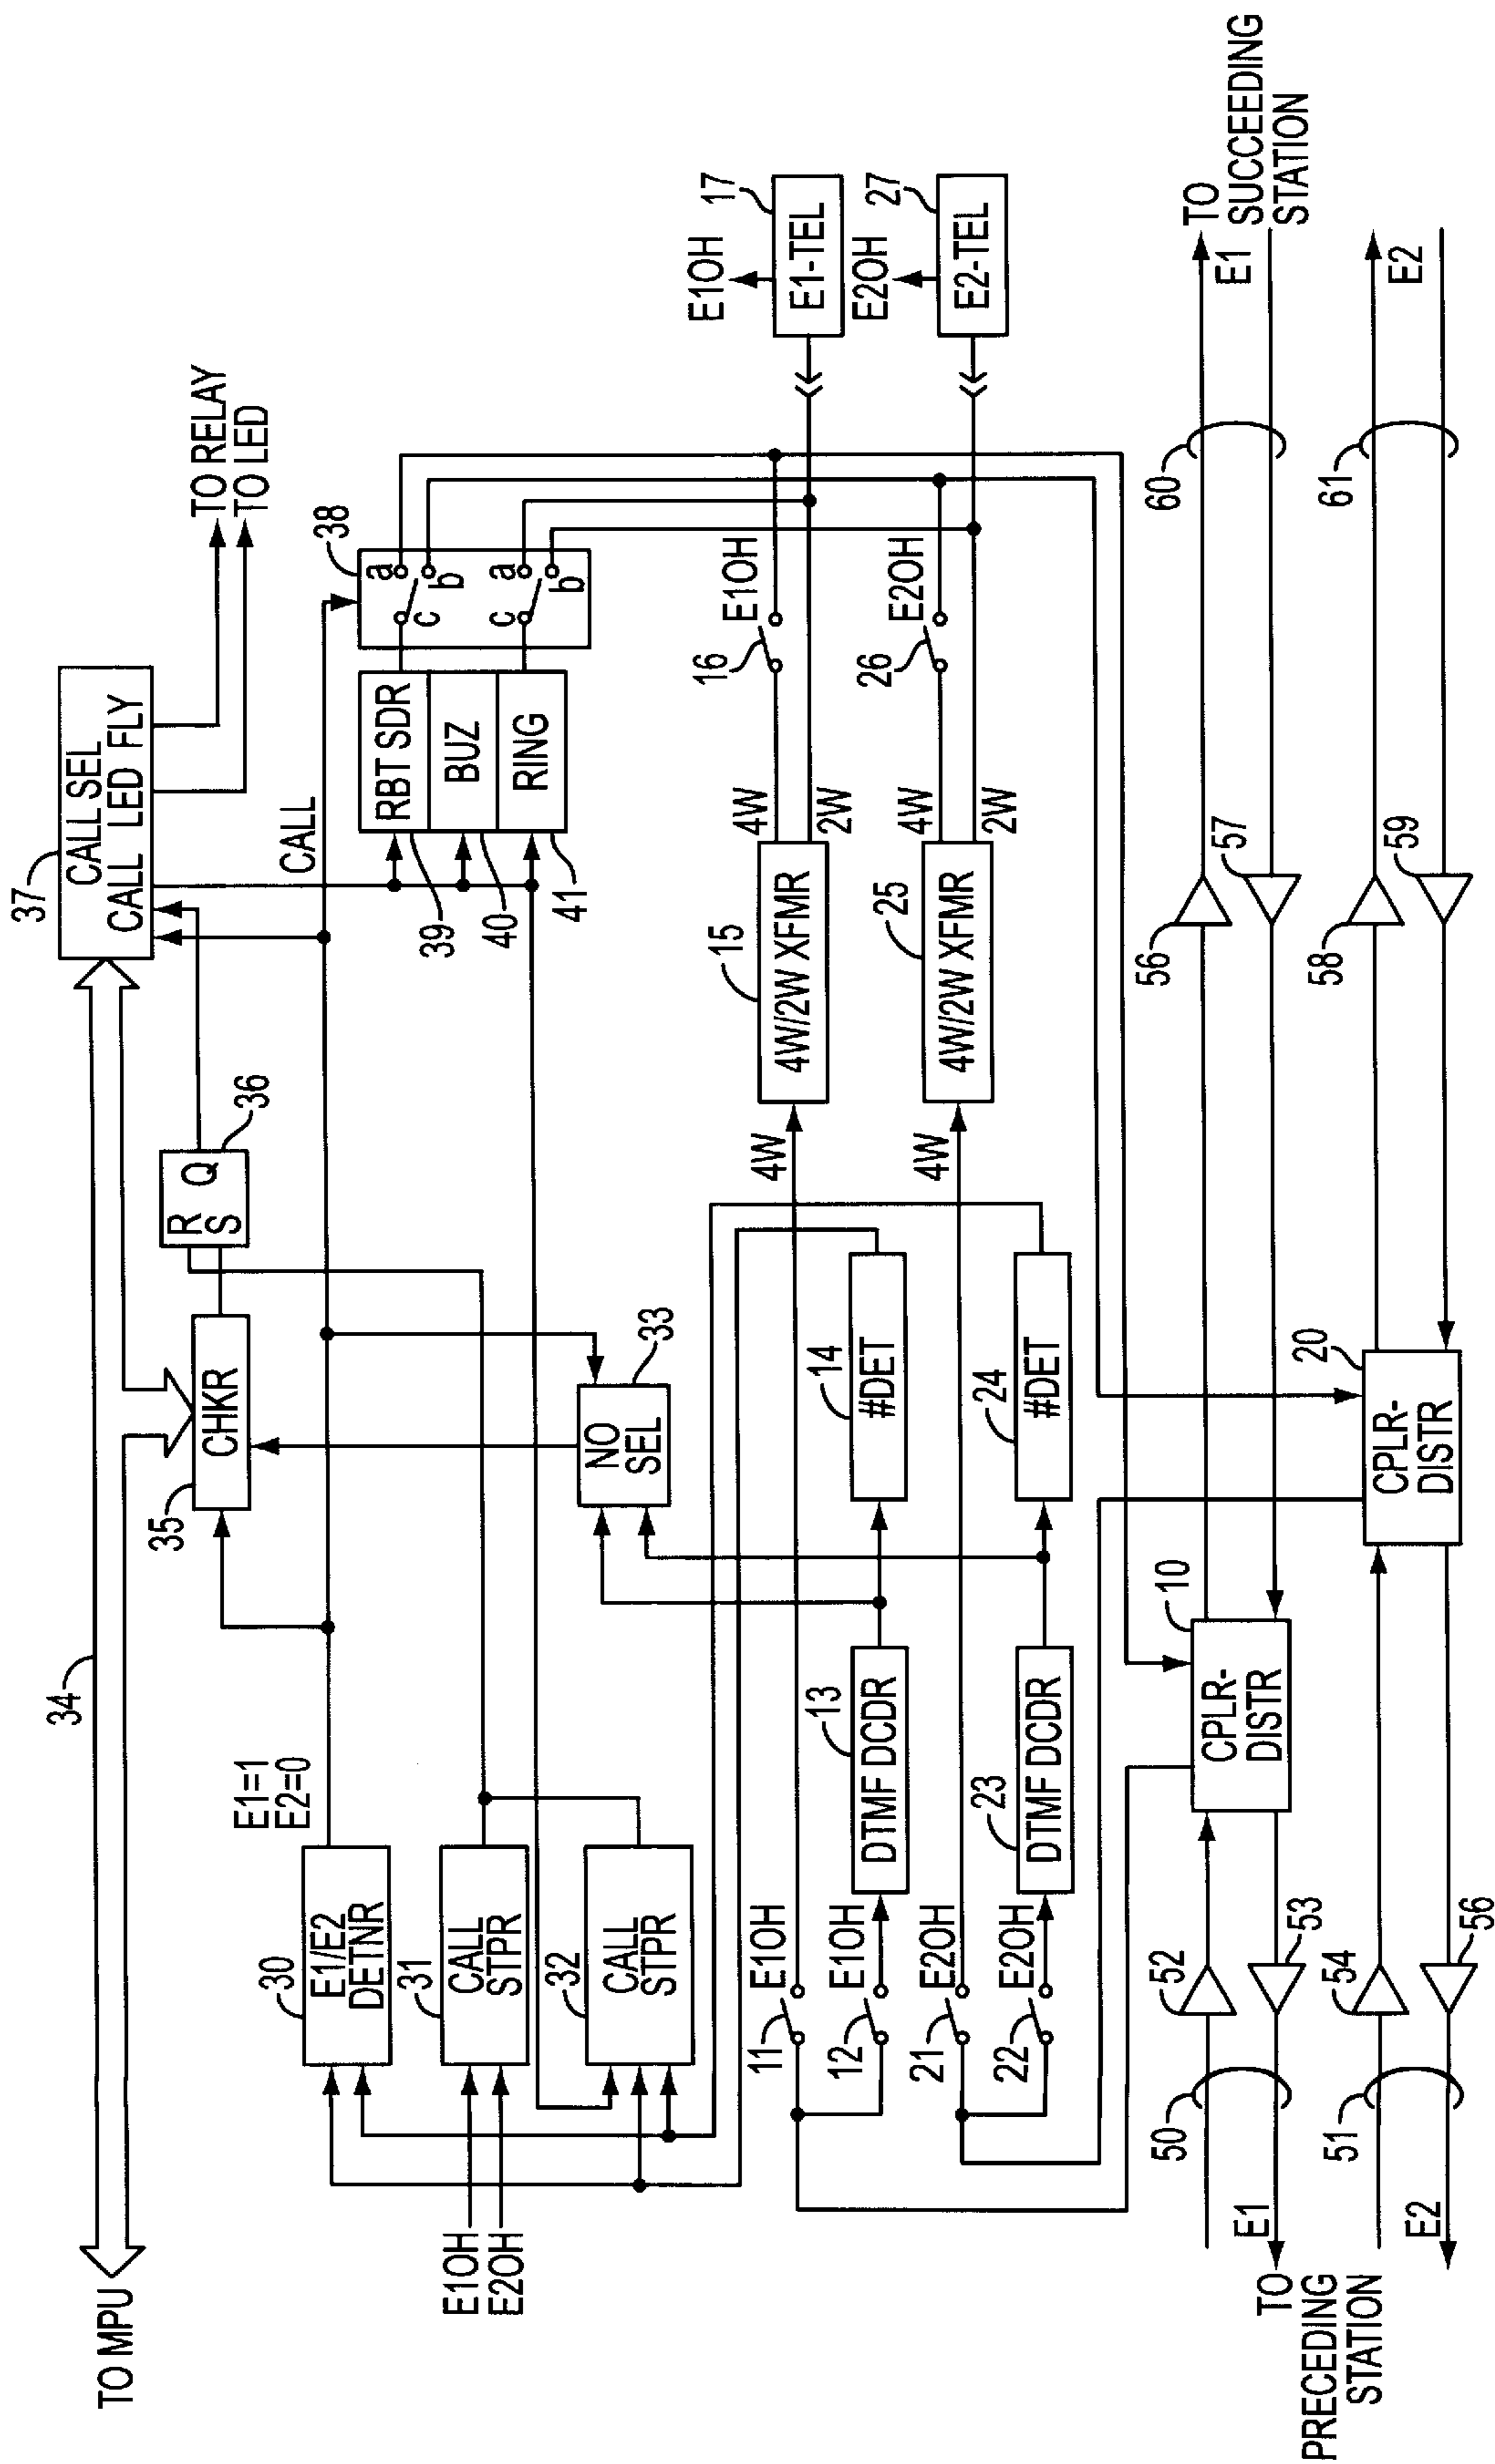 TO MPU
34
37
CALL SEL
CALL LED FLY
TO RELAY
TO LED
35
CHKR
R Q
S
36
CALL
38
a
b
c
a
b
c
RBT SDR
BUZ
RING
39
40
41
E1=1
E2=0
30
E1/E2
DETNR
31
CALL
STPR
32
CALL
STPR
E1OH
E2OH
33
NO
SEL
11
E1OH
12
E1OH
21
E2OH
22
E2OH
13
DTMF DCDR
23
DTMF DCDR
14
#DET
24
#DET
4W
15
4W/2W XFMR
4W
2W
16
E1OH
4W
25
4W/2W XFMR
4W
2W
26
E2OH
E1OH
17
E1-TEL
E2OH
27
E2-TEL
10
CPLR-
DISTR
20
CPLR-
DISTR
50
52
53
E1
51
54
56
E2
TO
PRECEDING
STATION
56
57
58
59
60
61
E1
E2
TO
SUCCEEDING
STATION